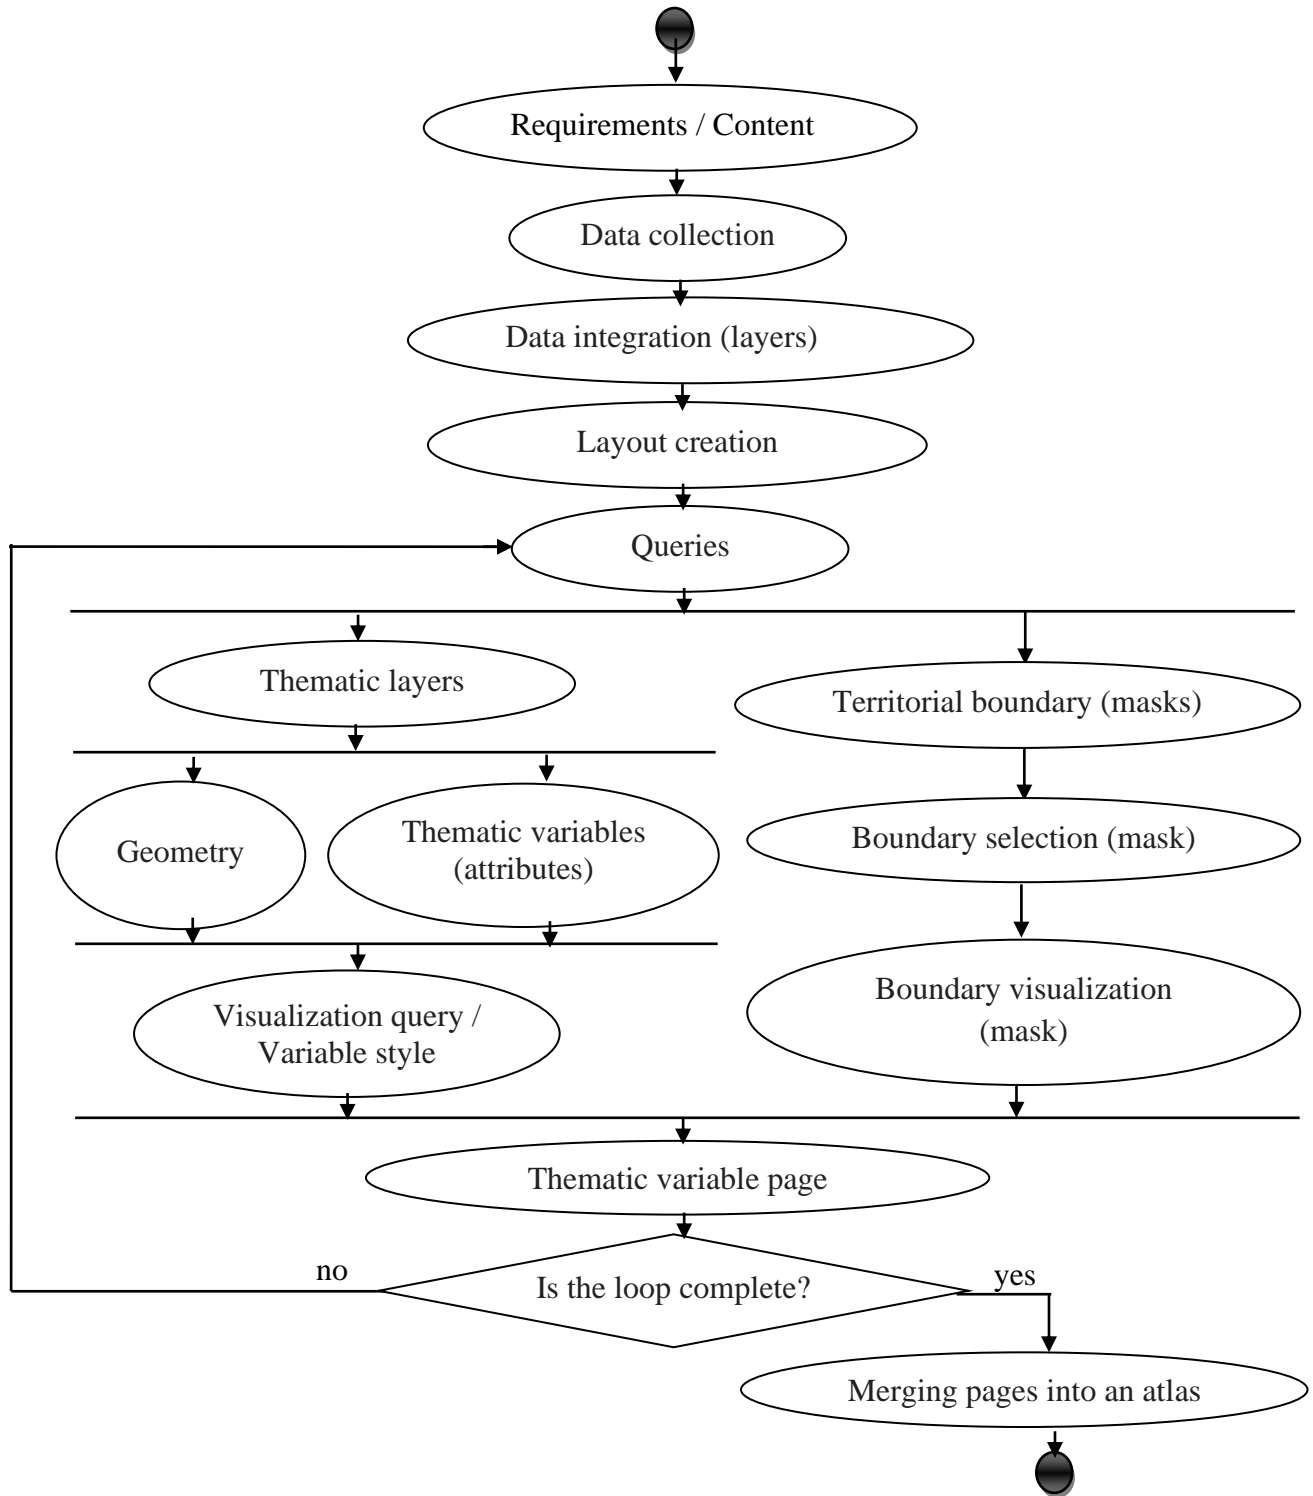 Requirements / Content
Data collection
Data integration (layers)
Layout creation
Queries
Thematic layers
Territorial boundary (masks)
Geometry
Thematic variables
(attributes)
Boundary selection (mask)
Visualization query /
Variable style
Boundary visualization
(mask)
Thematic variable page
no
Is the loop complete?
yes
Merging pages into an atlas